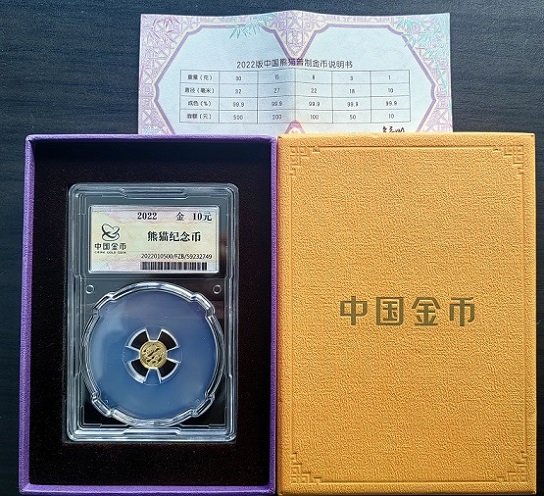 2022版中国熊猫普制金币说明书
重量（克） 30 15 8 3 1
直径（毫米） 32 27 22 18 10
成色（%） 99.9 99.9 99.9 99.9 99.9
面额（元） 500 200 100 50 10
2022 金 10元
中国金币
CHINA GOLD COIN
熊猫纪念币
2022010500/FZB/59232749
中国金币